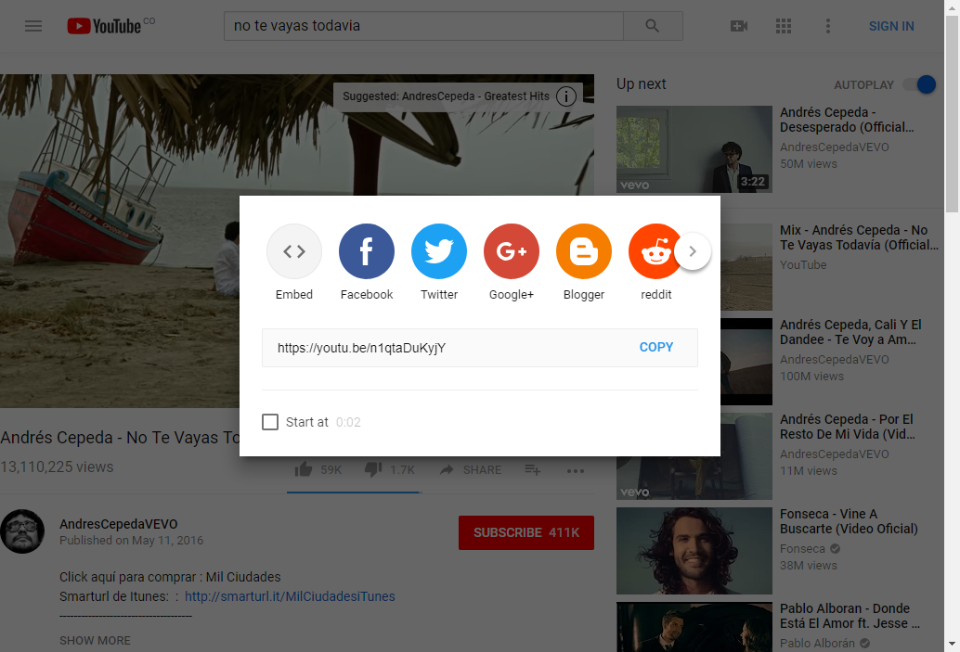 YouTube CO
no te vayas todavia
SIGN IN
Suggested: AndresCepeda - Greatest Hits
Up next
AUTOPLAY
3:22
vevo
Andrés Cepeda -
Desesperado (Official...
AndresCepedaVEVO
50M views
Mix - Andrés Cepeda - No
Te Vayas Todavía (Official...
YouTube
Andrés Cepeda, Cali Y El
Dandee - Te Voy a Am...
AndresCepedaVEVO
100M views
vevo
Andrés Cepeda - Por El
Resto De Mi Vida (Vid...
AndresCepedaVEVO
11M views
Fonseca - Vine A
Buscarte (Video Oficial)
Fonseca
38M views
Pablo Alboran - Donde
Está El Amor ft. Jesse ...
Pablo Alborán
Embed
Facebook
Twitter
G+
Google+
Blogger
reddit
https://youtu.be/n1qtaDuKyjY
COPY
Start at 0:02
Andrés Cepeda - No Te Vayas To
13,110,225 views
59K
1.7K
SHARE
AndresCepedaVEVO
Published on May 11, 2016
SUBSCRIBE 411K
Click aquí para comprar : Mil Ciudades
Smarturl de Itunes: : http://smarturl.it/MilCiudadesiTunes
SHOW MORE